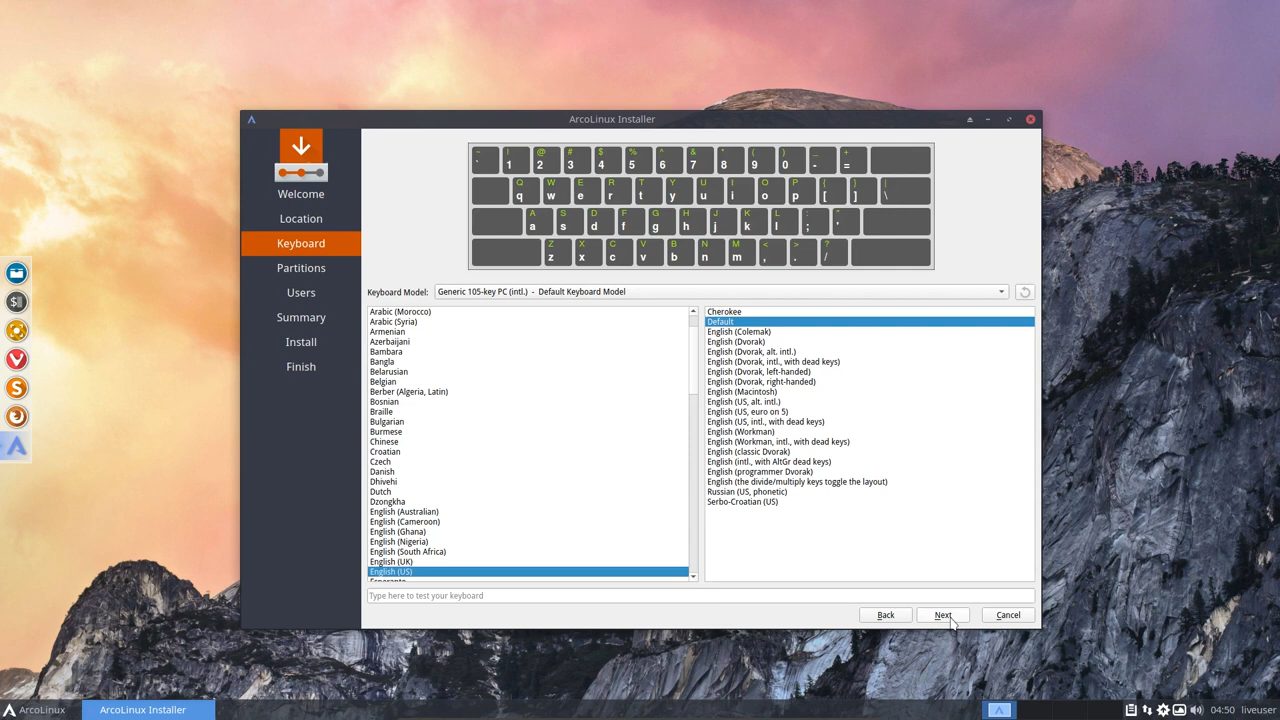 ArcoLinux Installer
Welcome
Location
Keyboard
Partitions
Users
Summary
Install
Finish
~ ! @ # $ % ^ & * ( ) _ +
` 1 2 3 4 5 6 7 8 9 0 - =
Q W E R T Y U I O P { } |
q w e r t y u i o p [ ] \
A S D F G H J K L : "
a s d f g h j k l ; '
Z X C V B N M < > ?
z x c v b n m , . /
Keyboard Model: Generic 105-key PC (intl.) - Default Keyboard Model
Arabic (Morocco)
Arabic (Syria)
Armenian
Azerbaijani
Bambara
Bangla
Belarusian
Belgian
Berber (Algeria, Latin)
Bosnian
Braille
Bulgarian
Burmese
Chinese
Croatian
Czech
Danish
Dhivehi
Dutch
Dzongkha
English (Australian)
English (Cameroon)
English (Ghana)
English (Nigeria)
English (South Africa)
English (UK)
English (US)
Cherokee
Default
English (Colemak)
English (Dvorak)
English (Dvorak, alt. intl.)
English (Dvorak, intl., with dead keys)
English (Dvorak, left-handed)
English (Dvorak, right-handed)
English (Macintosh)
English (US, alt. intl.)
English (US, euro on 5)
English (US, intl., with dead keys)
English (Workman)
English (Workman, intl., with dead keys)
English (classic Dvorak)
English (intl., with AltGr dead keys)
English (programmer Dvorak)
English (the divide/multiply keys toggle the layout)
Russian (US, phonetic)
Serbo-Croatian (US)
Type here to test your keyboard
Back
Next
Cancel
ArcoLinux
ArcoLinux Installer
04:50 liveuser